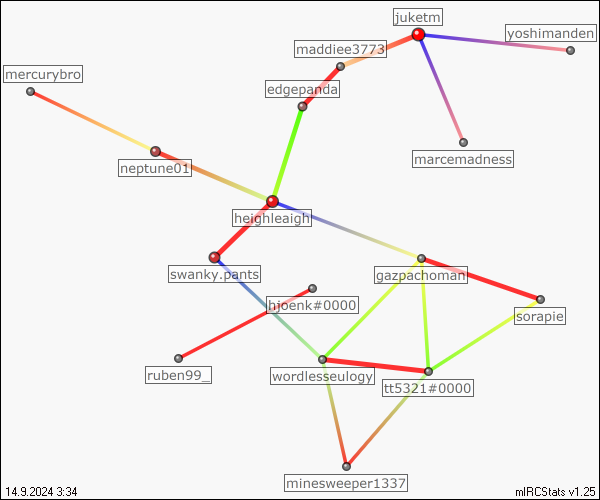 juketm
yoshimanden
maddiee3773
mercurybro
edgepanda
marcemadness
neptune01
heighleaigh
swanky.pants
gazpachoman
hjoenk#0000
sorapie
ruben99_
wordlesseulogy
tt5321#0000
minesweeper1337
14.9.2024 3:34
mIRCStats v1.25